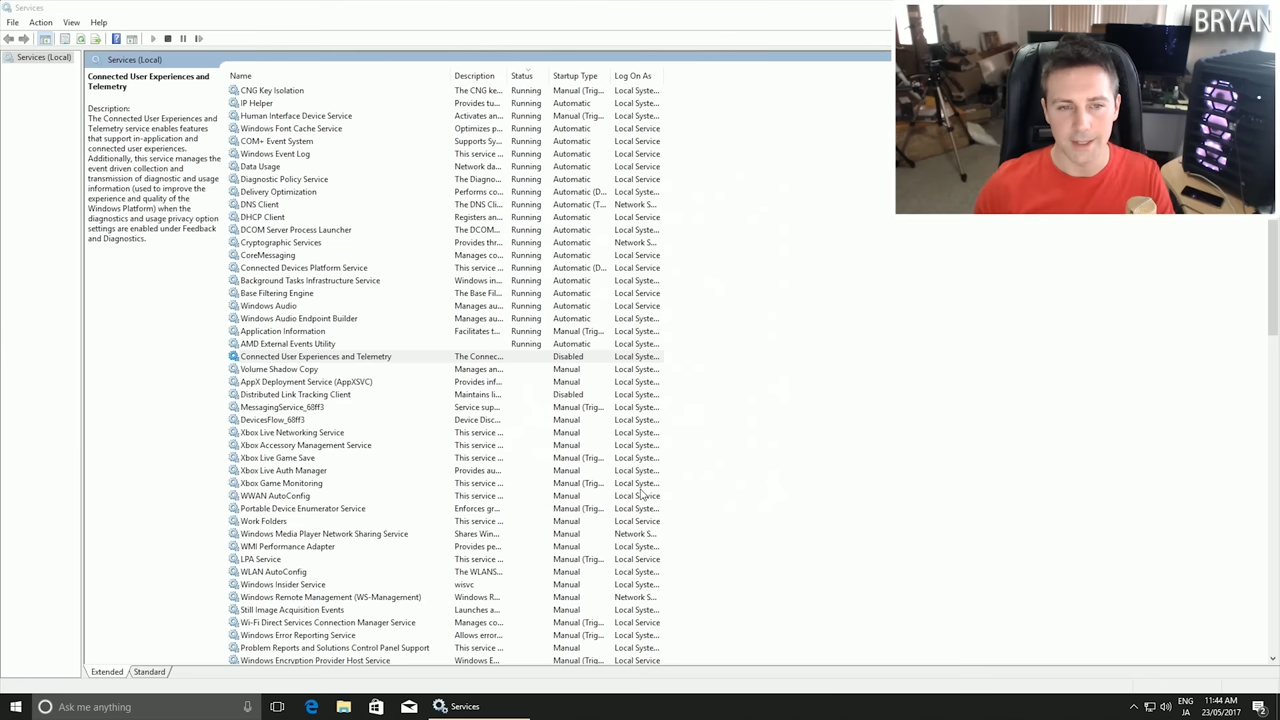 Services
BRYAN
File Action View Help
Services (Local)
Services (Local)
Connected User Experiences and
Telemetry
Description:
The Connected User Experiences and
Telemetry service enables features
that support in-application and
connected user experiences.
Additionally, this service manages the
event driven collection and
transmission of diagnostic and usage
information (used to improve the
experience and quality of the
Windows Platform) when the
diagnostics and usage privacy option
settings are enabled under Feedback
and Diagnostics.
Name Description Status Startup Type Log On As
CNG Key Isolation The CNG ke... Running Manual (Trig... Local Syste...
IP Helper Provides tu... Running Automatic Local Syste...
Human Interface Device Service Activates an... Running Manual (Trig... Local Syste...
Windows Font Cache Service Optimizes p... Running Automatic Local Service
COM+ Event System Supports Sy... Running Automatic Local Service
Windows Event Log This service ... Running Automatic Local Service
Data Usage Network da... Running Automatic Local Service
Diagnostic Policy Service The Diagno... Running Automatic Local Service
Delivery Optimization Performs co... Running Automatic (D... Local Syste...
DNS Client The DNS Cli... Running Automatic (T... Network S...
DHCP Client Registers an... Running Automatic Local Service
DCOM Server Process Launcher The DCOM... Running Automatic Local Syste...
Cryptographic Services Provides thr... Running Automatic Network S...
CoreMessaging Manages co... Running Automatic Local Service
Connected Devices Platform Service This service ... Running Automatic (D... Local Service
Background Tasks Infrastructure Service Windows in... Running Automatic Local Syste...
Base Filtering Engine The Base Fil... Running Automatic Local Service
Windows Audio Manages au... Running Automatic Local Service
Windows Audio Endpoint Builder Manages au... Running Automatic Local Syste...
Application Information Facilitates t... Running Manual (Trig... Local Syste...
AMD External Events Utility Running Automatic Local Syste...
Connected User Experiences and Telemetry The Connec... Disabled Local Syste...
Volume Shadow Copy Manages an... Manual Local Syste...
AppX Deployment Service (AppXSVC) Provides inf... Manual Local Syste...
Distributed Link Tracking Client Maintains li... Disabled Local Syste...
MessagingService_68ff3 Service sup... Manual (Trig... Local Syste...
DevicesFlow_68ff3 Device Disc... Manual Local Syste...
Xbox Live Networking Service This service ... Manual Local Syste...
Xbox Accessory Management Service This service ... Manual Local Syste...
Xbox Live Game Save This service ... Manual (Trig... Local Syste...
Xbox Live Auth Manager Provides au... Manual Local Syste...
Xbox Game Monitoring This service ... Manual (Trig... Local Syste...
WWAN AutoConfig This service ... Manual Local Service
Portable Device Enumerator Service Enforces gr... Manual (Trig... Local Syste...
Work Folders This service ... Manual Local Service
Windows Media Player Network Sharing Service Shares Win... Manual Network S...
WMI Performance Adapter Provides pe... Manual Local Syste...
LPA Service This service ... Manual (Trig... Local Service
WLAN AutoConfig The WLANS... Manual Local Syste...
Windows Insider Service wisvc Manual Local Syste...
Windows Remote Management (WS-Management) Windows R... Manual Network S...
Still Image Acquisition Events Launches a... Manual Local Syste...
Wi-Fi Direct Services Connection Manager Service Manages co... Manual (Trig... Local Service
Windows Error Reporting Service Allows error... Manual (Trig... Local Syste...
Problem Reports and Solutions Control Panel Support This service ... Manual Local Syste...
Windows Encryption Provider Host Service Windows E... Manual (Trig... Local Service
Extended Standard
Ask me anything
Services
ENG
JA
11:44 AM
23/05/2017
2